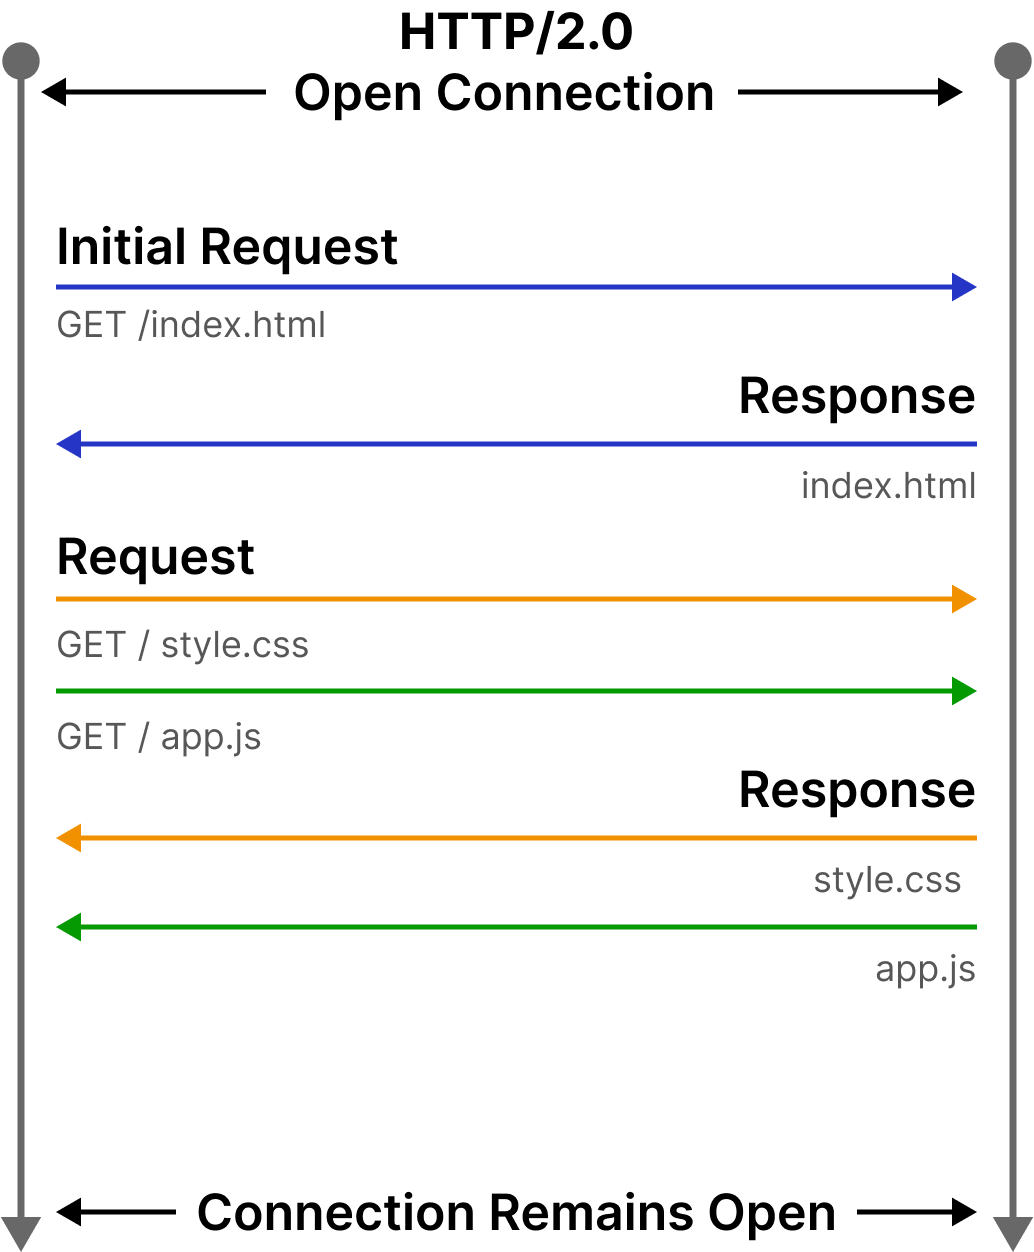 HTTP/2.0
Open Connection
Initial Request
GET /index.html
Response
index.html
Request
GET / style.css
GET / app.js
Response
style.css
app.js
Connection Remains Open